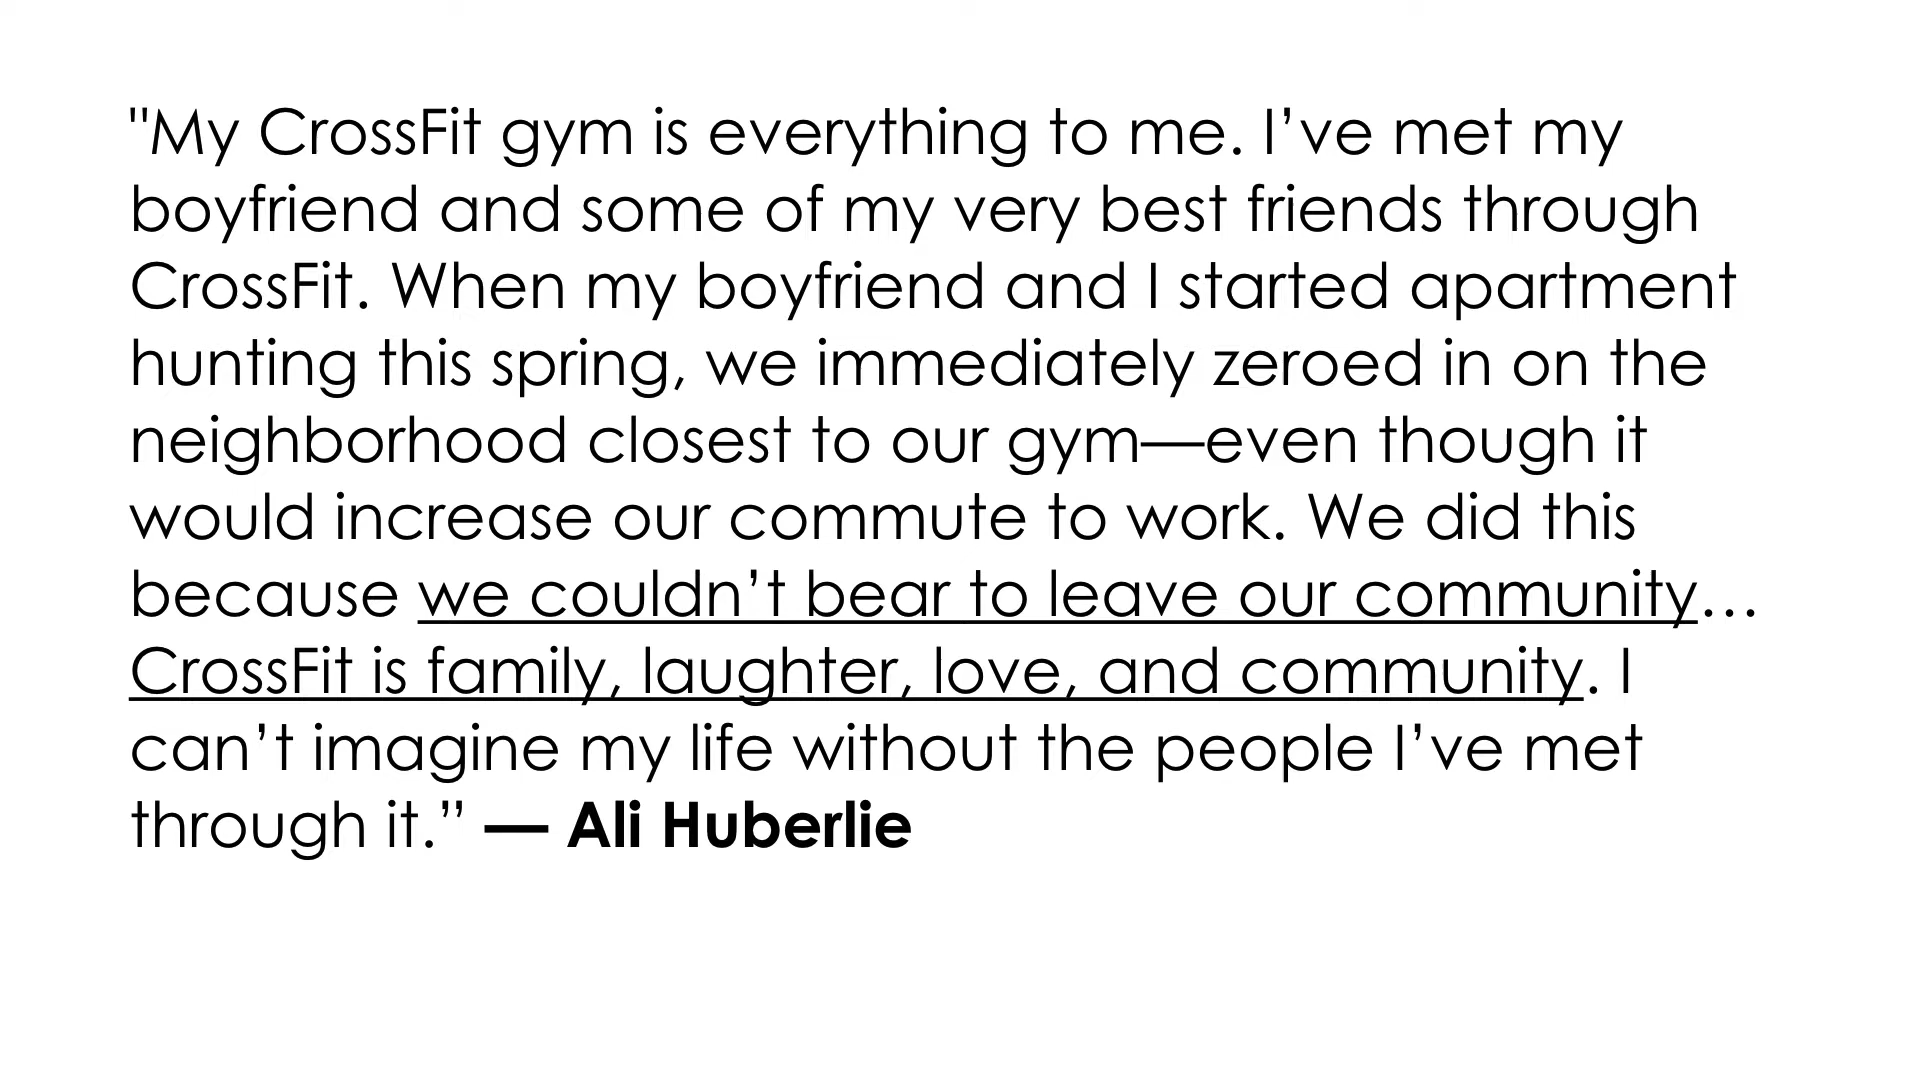 "My CrossFit gym is everything to me. I’ve met my
boyfriend and some of my very best friends through
CrossFit. When my boyfriend and I started apartment
hunting this spring, we immediately zeroed in on the
neighborhood closest to our gym—even though it
would increase our commute to work. We did this
because we couldn’t bear to leave our community…
CrossFit is family, laughter, love, and community. I
can’t imagine my life without the people I’ve met
through it.” — Ali Huberlie